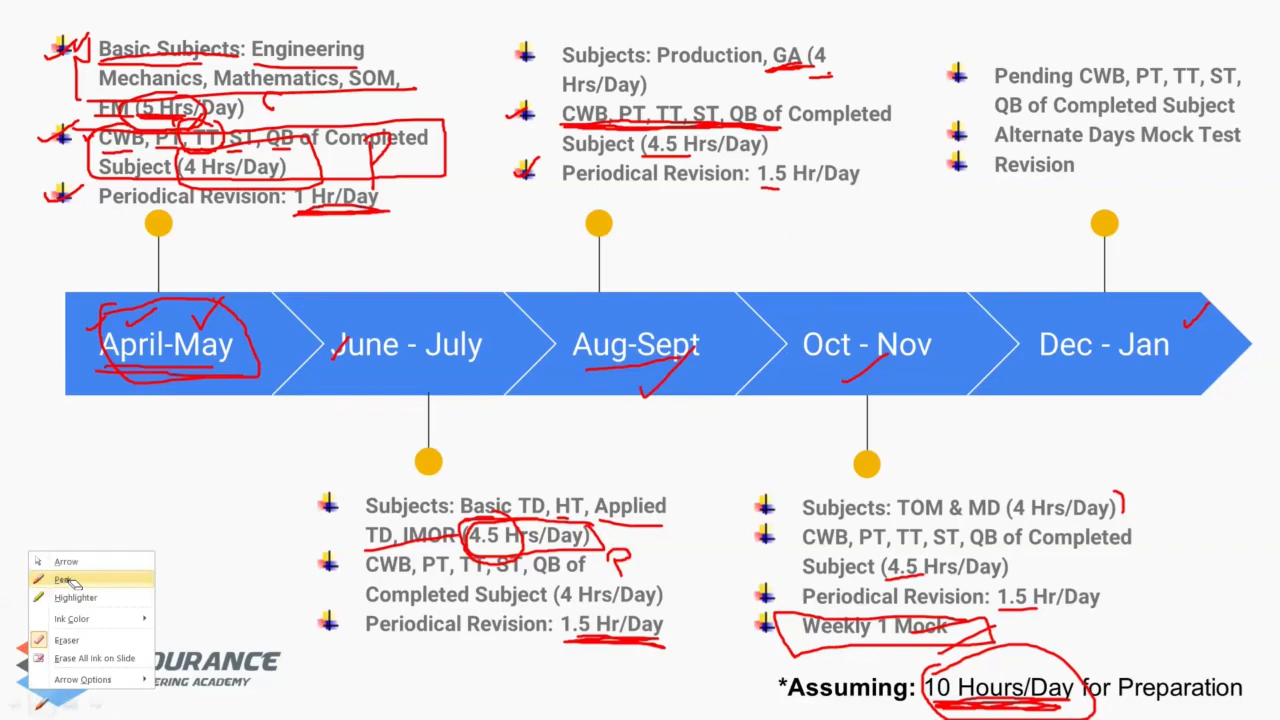 Basic Subjects: Engineering
Mechanics, Mathematics, SOM,
FM (5 Hrs/Day)
CWB, PT, TT, ST, QB of Completed
Subject (4 Hrs/Day)
Periodical Revision: 1 Hr/Day
Subjects: Production, GA (4
Hrs/Day)
CWB, PT, TT, ST, QB of Completed
Subject (4.5 Hrs/Day)
Periodical Revision: 1.5 Hr/Day
Pending CWB, PT, TT, ST,
QB of Completed Subject
Alternate Days Mock Test
Revision
April-May
June - July
Aug-Sept
Oct - Nov
Dec - Jan
Subjects: Basic TD, HT, Applied
TD, IMOR (4.5 Hrs/Day)
CWB, PT, TT, ST, QB of
Completed Subject (4 Hrs/Day)
Periodical Revision: 1.5 Hr/Day
Subjects: TOM & MD (4 Hrs/Day)
CWB, PT, TT, ST, QB of Completed
Subject (4.5 Hrs/Day)
Periodical Revision: 1.5 Hr/Day
Weekly 1 Mock
Arrow
Pen
Highlighter
Ink Color
Eraser
Erase All Ink on Slide
Arrow Options
DURANCE
ERING ACADEMY
*Assuming: 10 Hours/Day for Preparation